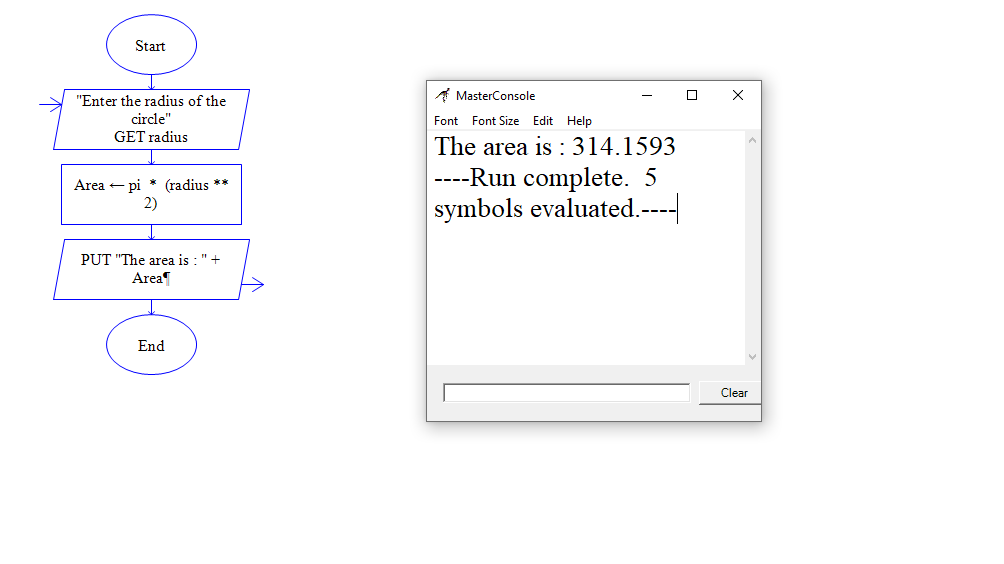 Start
"Enter the radius of the
circle"
GET radius
Area ← pi * (radius **
2)
PUT "The area is : " +
Area¶
End
MasterConsole
Font Font Size Edit Help
The area is : 314.1593
----Run complete.  5
symbols evaluated.----
Clear